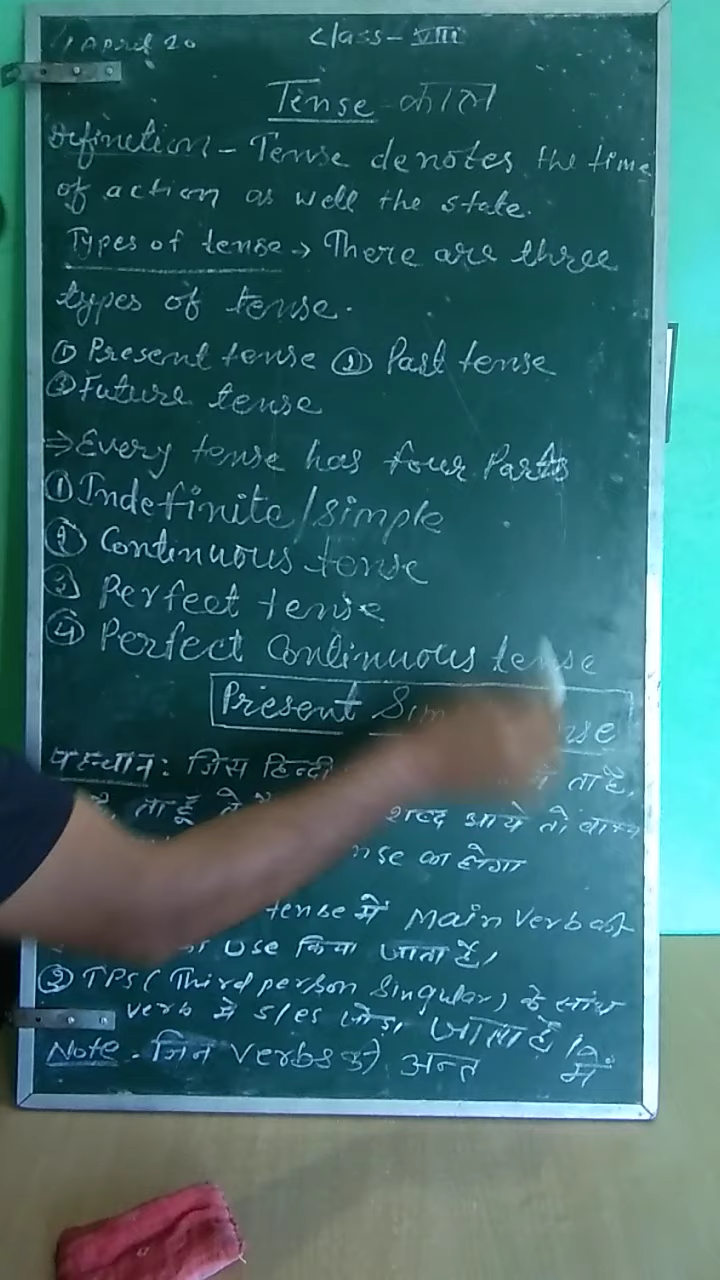 April 20 Class - VIII
Tense - काल
Definetion - Tense denotes the time
of action as well the state.
Types of tense → There are three
types of tense.
① Present tense ② Past tense
③ Future tense
⇒ Every tense has four Parts
① Indefinite/simple
② Continuous tense
③ Perfect tense
④ Perfect Continuous tense
Present
पहचान: जिस हिन्दी ता है,
ता हूँ शब्द आये तो वाक्य
का होगा
tense में Main Verb की
Use किया जाता है,
② TPS (Third person Singular) के साथ
verb में s/es जोड़ा जाता है।
Note - जिन Verbs के अन्त में